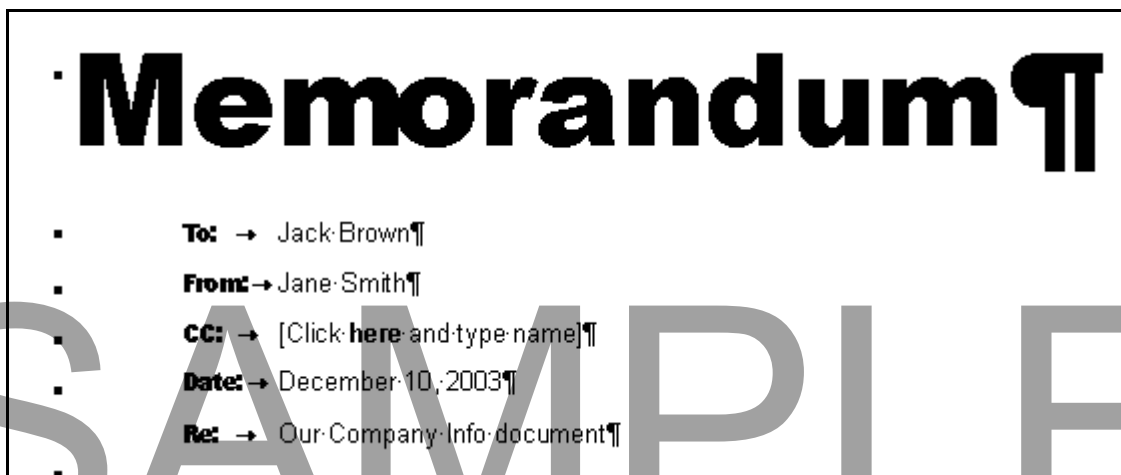 Memorandum¶
To: → Jack·Brown¶
From:→Jane·Smith¶
CC: → [Click·here·and·type·name]¶
Date:→December·10,·2003¶
Re: → Our·Company·Info·document¶
SAMPL